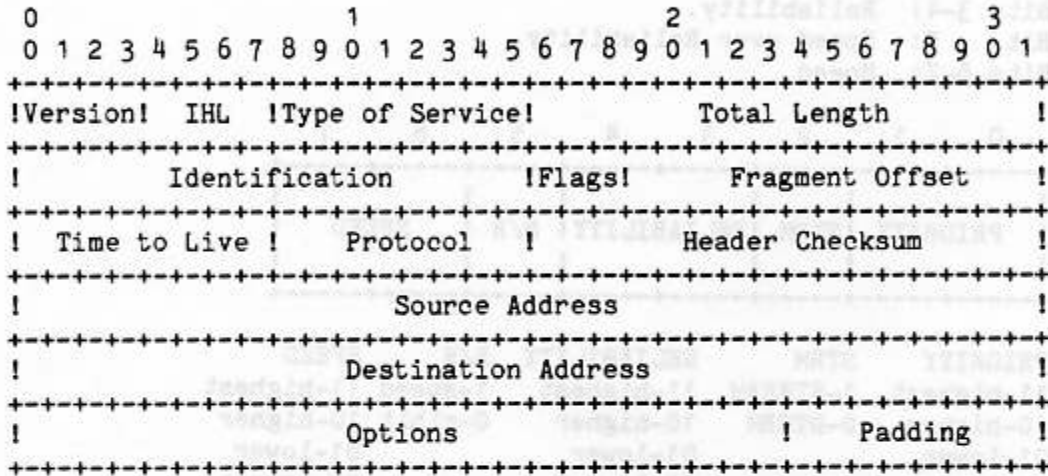 0                   1                   2                   3
0 1 2 3 4 5 6 7 8 9 0 1 2 3 4 5 6 7 8 9 0 1 2 3 4 5 6 7 8 9 0 1
+-+-+-+-+-+-+-+-+-+-+-+-+-+-+-+-+-+-+-+-+-+-+-+-+-+-+-+-+-+-+-+-+
!Version!  IHL  !Type of Service!          Total Length         !
+-+-+-+-+-+-+-+-+-+-+-+-+-+-+-+-+-+-+-+-+-+-+-+-+-+-+-+-+-+-+-+-+
!         Identification        !Flags!      Fragment Offset    !
+-+-+-+-+-+-+-+-+-+-+-+-+-+-+-+-+-+-+-+-+-+-+-+-+-+-+-+-+-+-+-+-+
!  Time to Live !    Protocol   !         Header Checksum       !
+-+-+-+-+-+-+-+-+-+-+-+-+-+-+-+-+-+-+-+-+-+-+-+-+-+-+-+-+-+-+-+-+
!                       Source Address                          !
+-+-+-+-+-+-+-+-+-+-+-+-+-+-+-+-+-+-+-+-+-+-+-+-+-+-+-+-+-+-+-+-+
!                    Destination Address                        !
+-+-+-+-+-+-+-+-+-+-+-+-+-+-+-+-+-+-+-+-+-+-+-+-+-+-+-+-+-+-+-+-+
!                    Options                    !    Padding    !
+-+-+-+-+-+-+-+-+-+-+-+-+-+-+-+-+-+-+-+-+-+-+-+-+-+-+-+-+-+-+-+-+